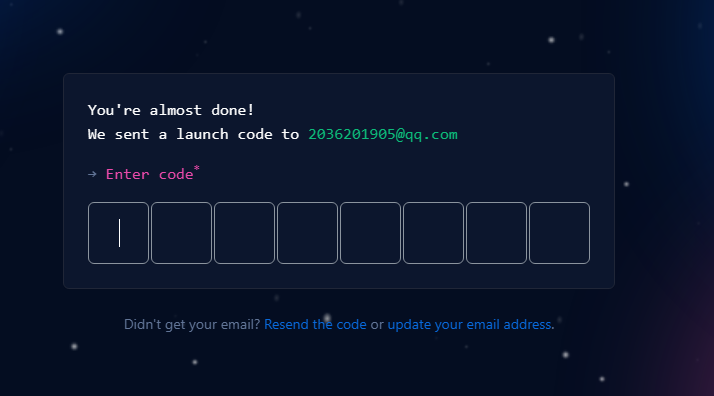 You're almost done!
We sent a launch code to 2036201905@qq.com
→ Enter code*
Didn't get your email? Resend the code or update your email address.